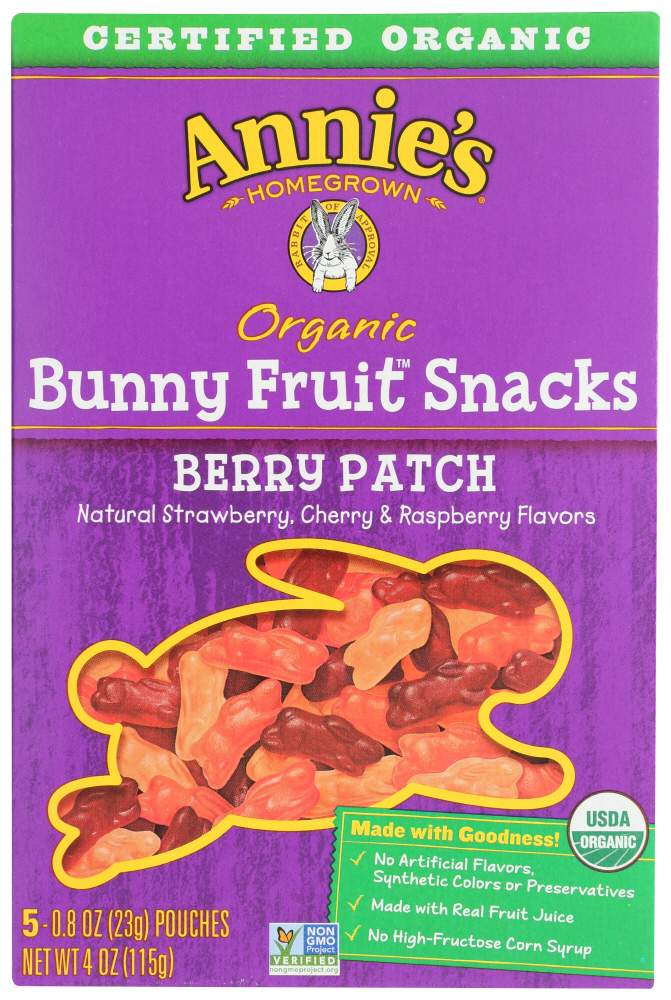 CERTIFIED ORGANIC
Annie's®
HOMEGROWN
RABBIT OF APPROVAL
Organic
Bunny Fruit™ Snacks
BERRY PATCH
Natural Strawberry, Cherry & Raspberry Flavors
Made with Goodness!
✓ No Artificial Flavors,
Synthetic Colors or Preservatives
✓ Made with Real Fruit Juice
✓ No High-Fructose Corn Syrup
USDA
ORGANIC
5-0.8 OZ (23g) POUCHES
NET WT 4 OZ (115g)
NON
GMO
Project
VERIFIED
nongmoproject.org